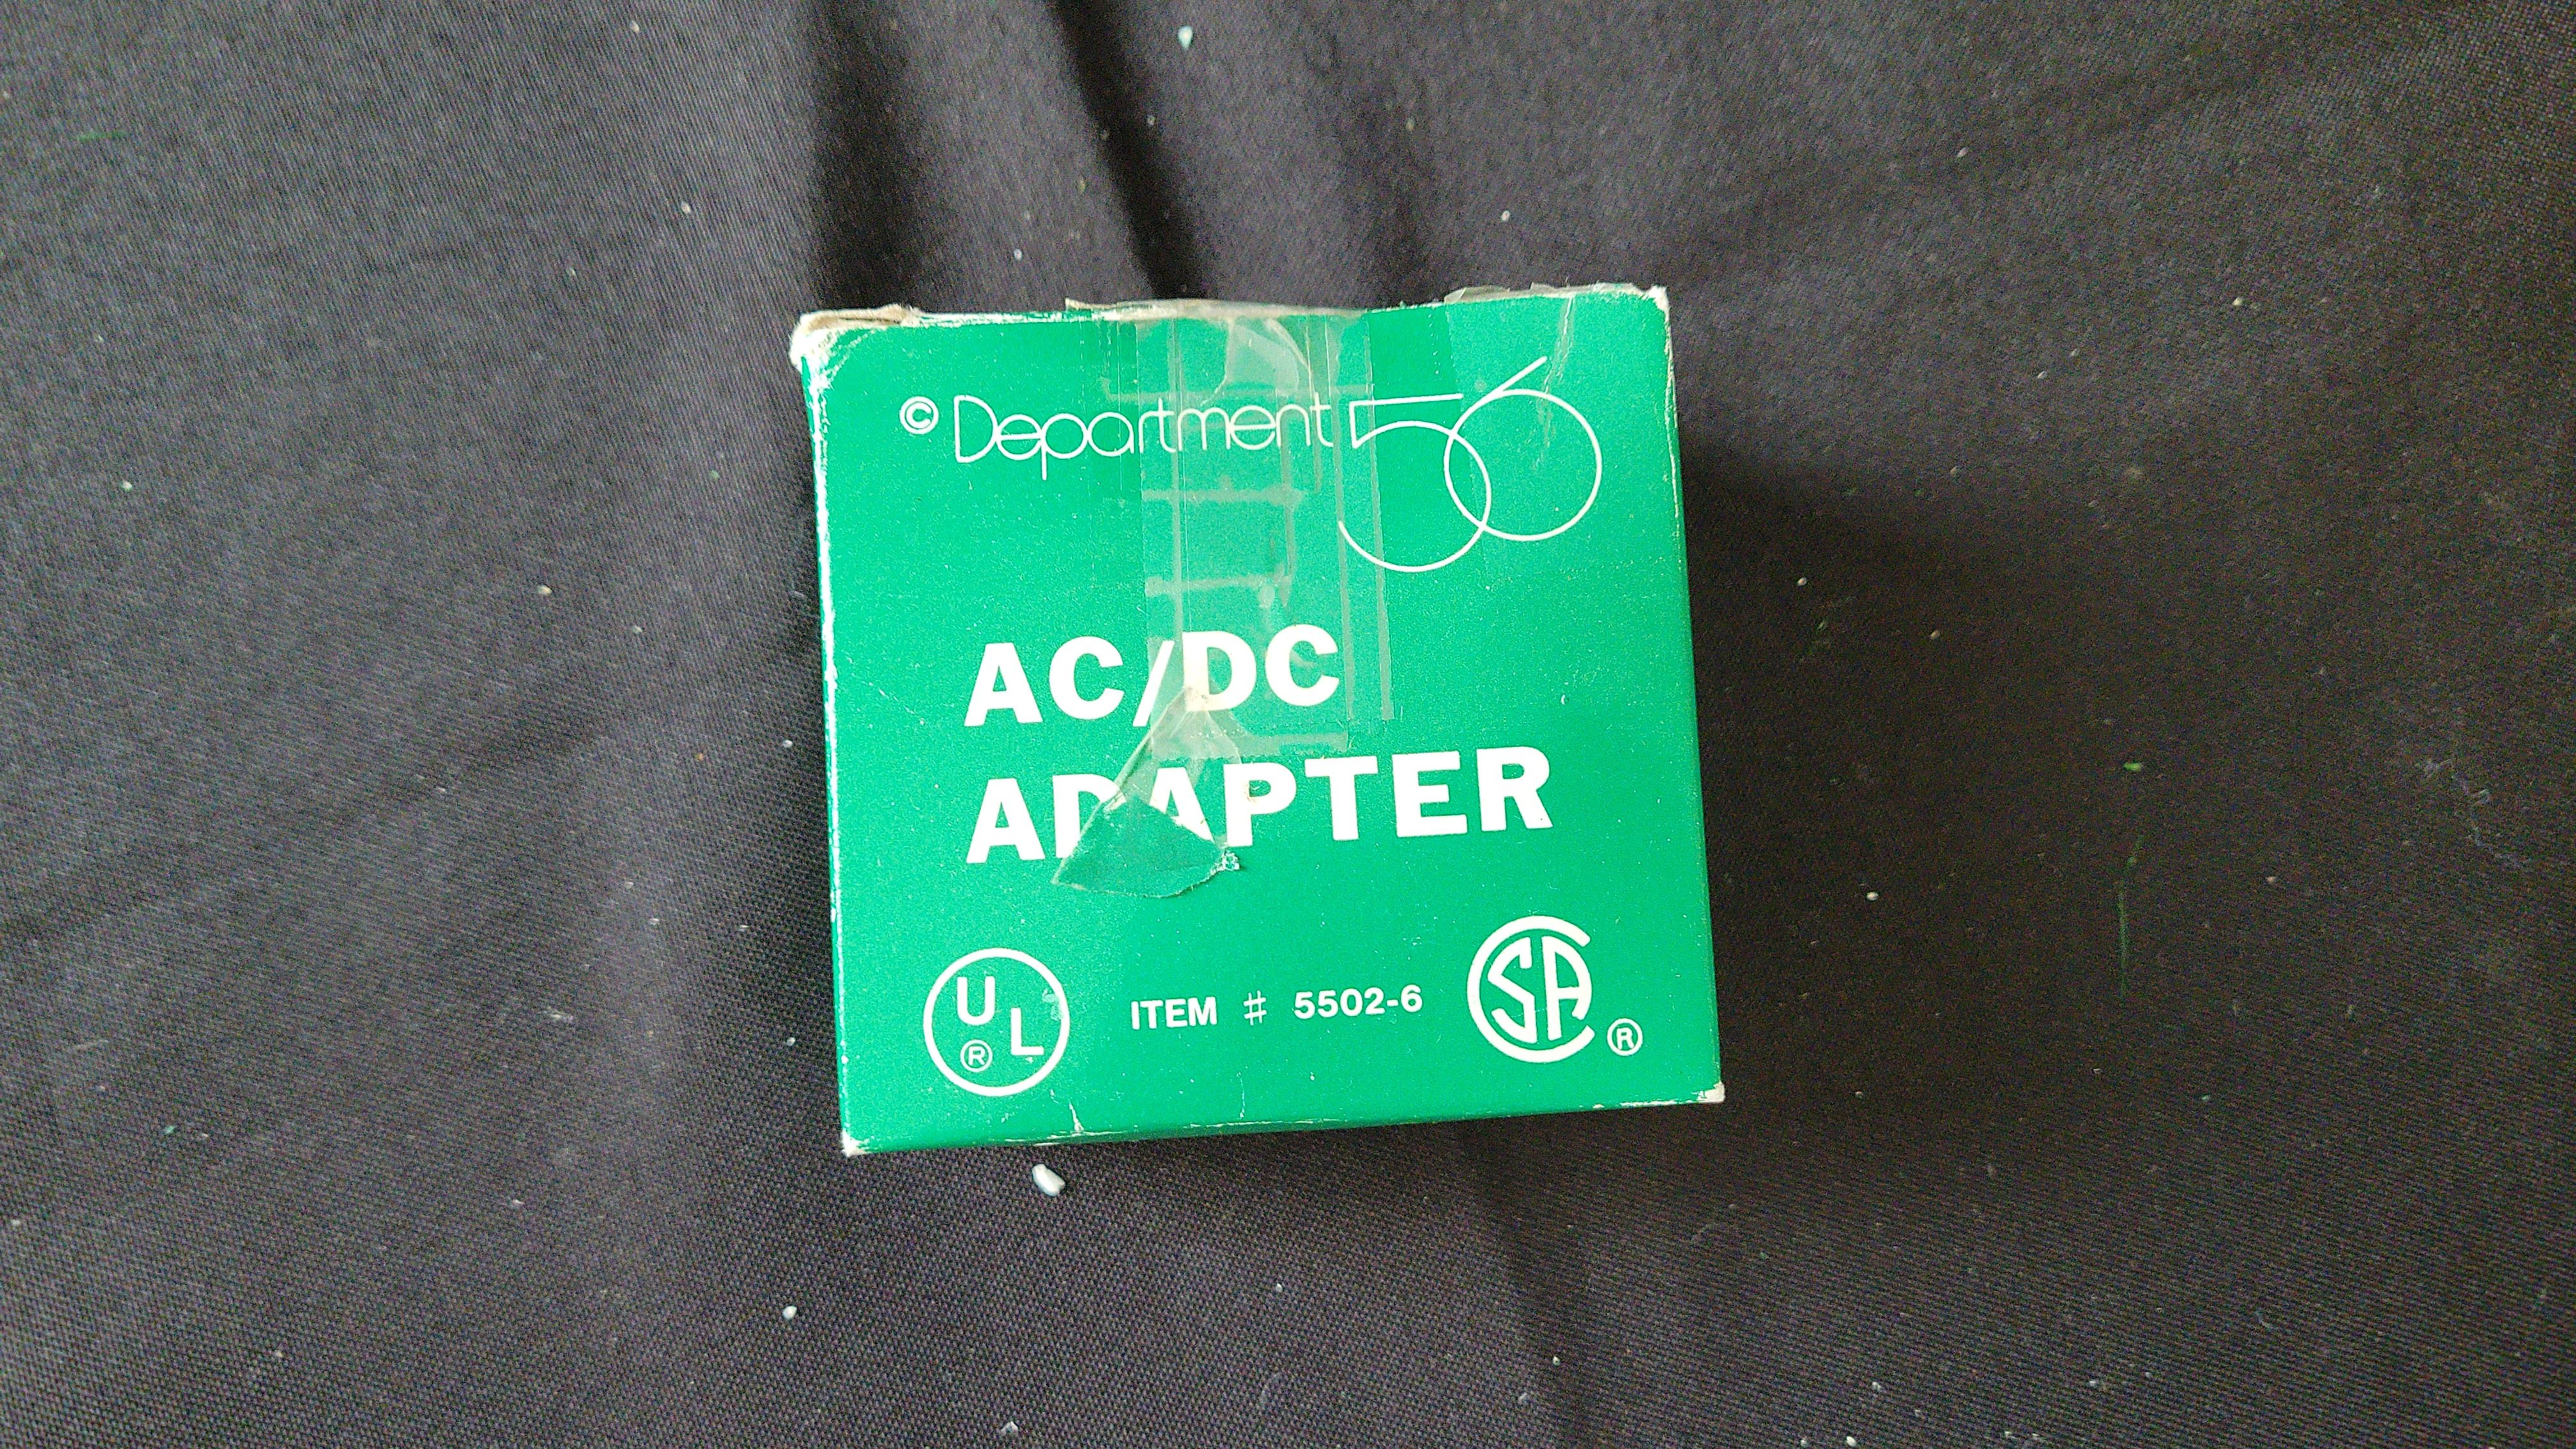 © Department 56
AC/DC
ADAPTER
UL ® ITEM # 5502-6 SA ®